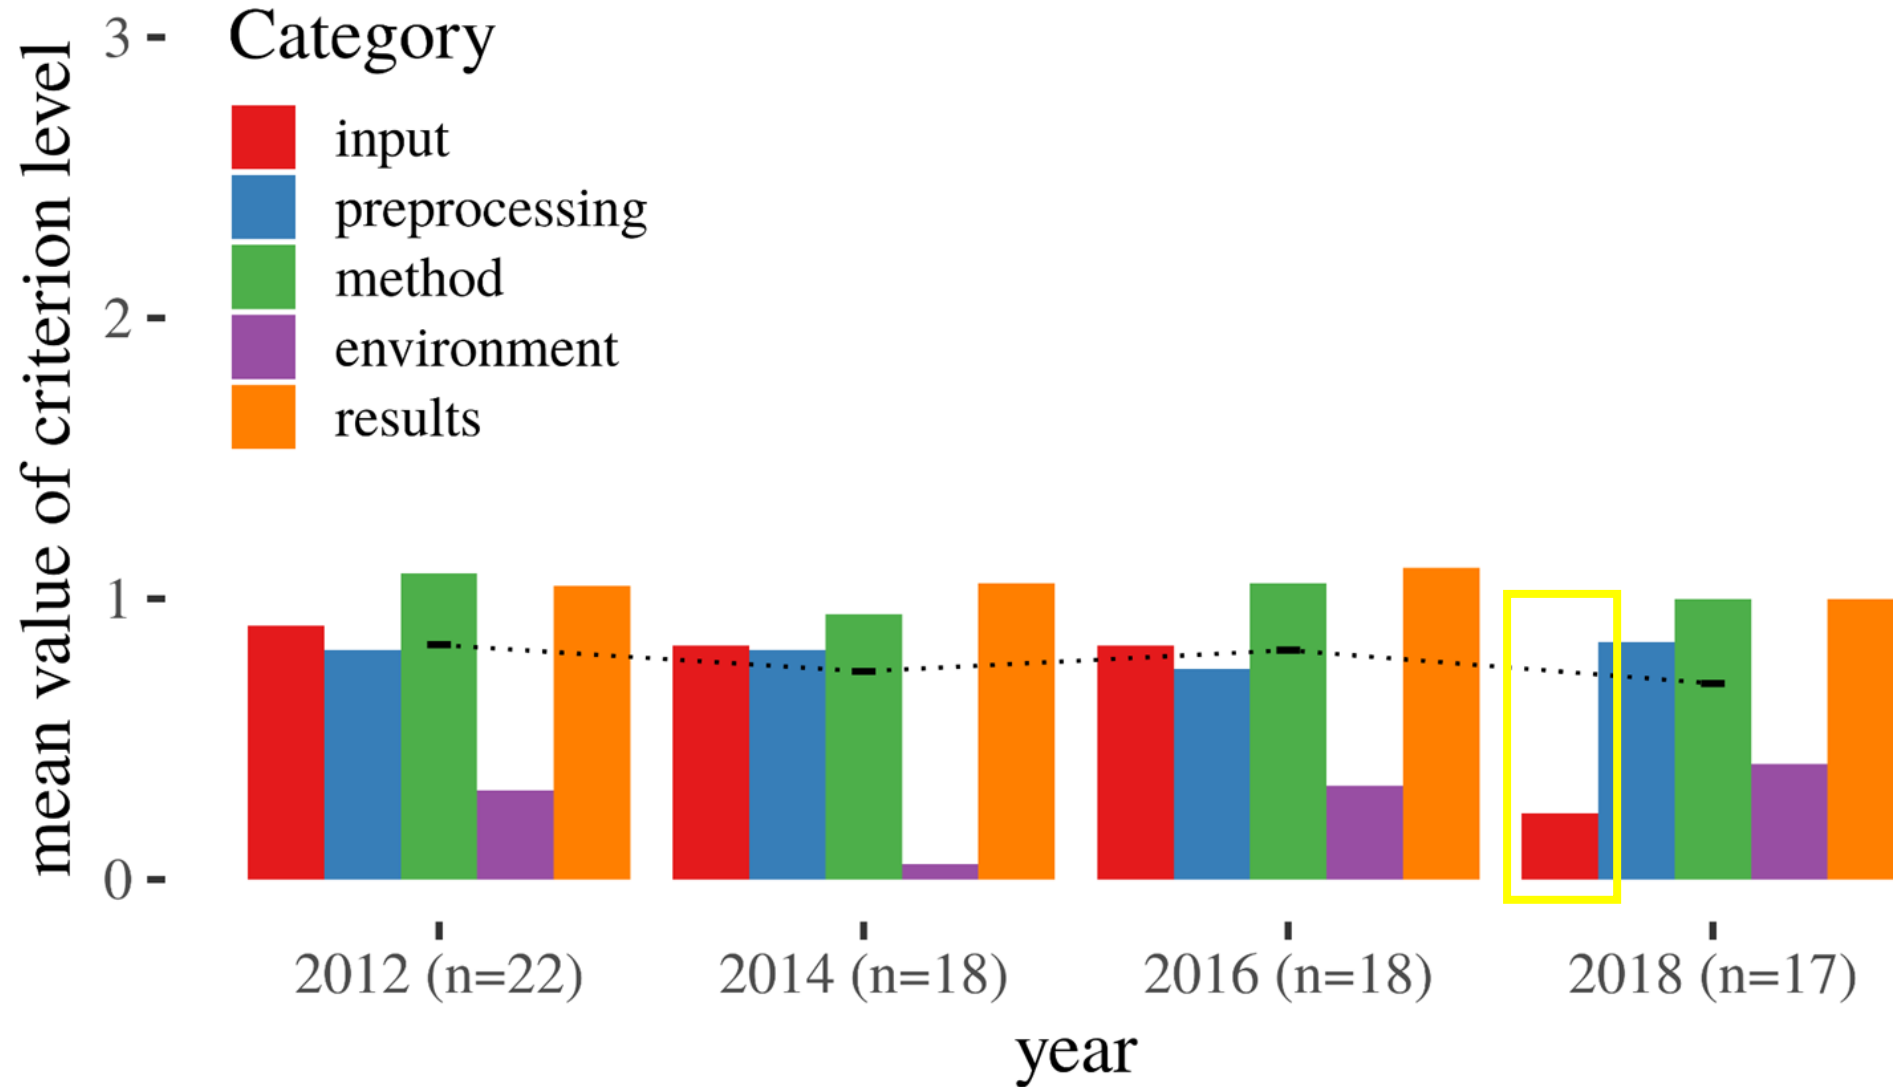 mean value of criterion level
3
2
1
0
Category
input
preprocessing
method
environment
results
2012 (n=22)
2014 (n=18)
2016 (n=18)
2018 (n=17)
year